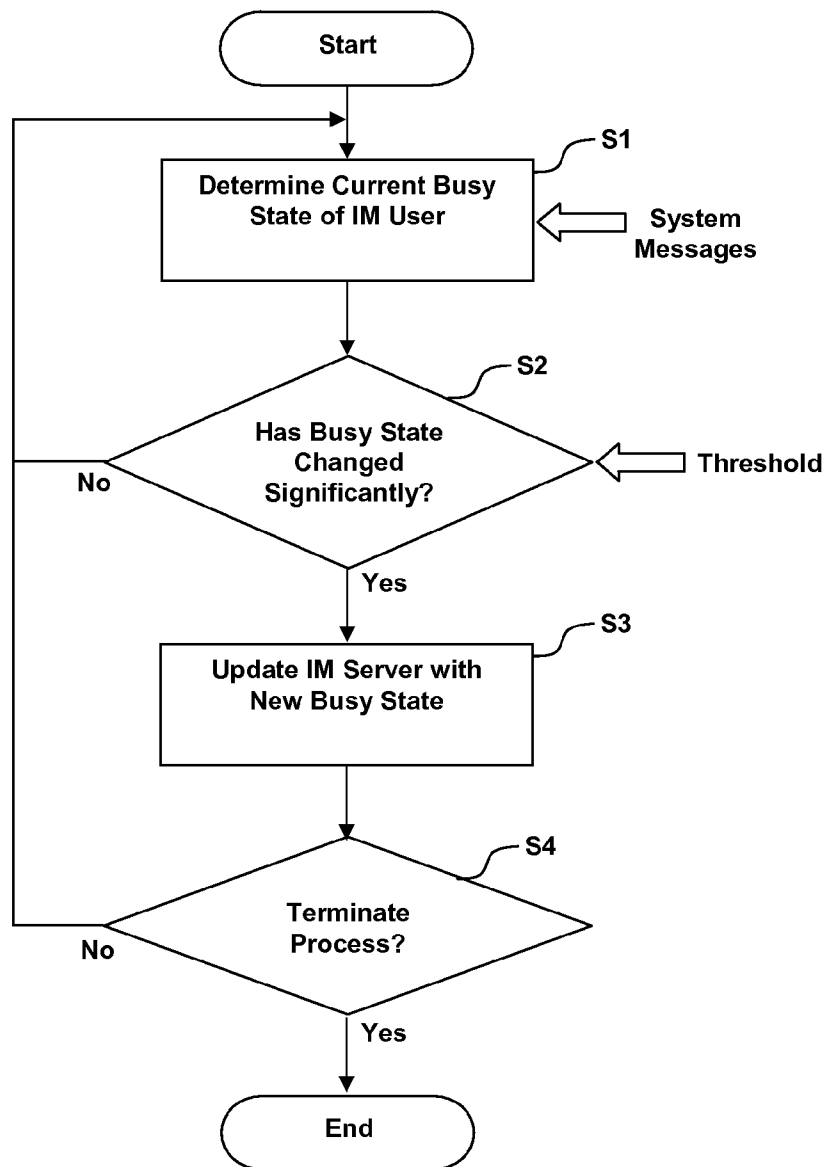 Start
S1
Determine Current Busy
State of IM User
System
Messages
S2
Has Busy State
Changed
Significantly?
Threshold
No
Yes
S3
Update IM Server with
New Busy State
S4
Terminate
Process?
No
Yes
End